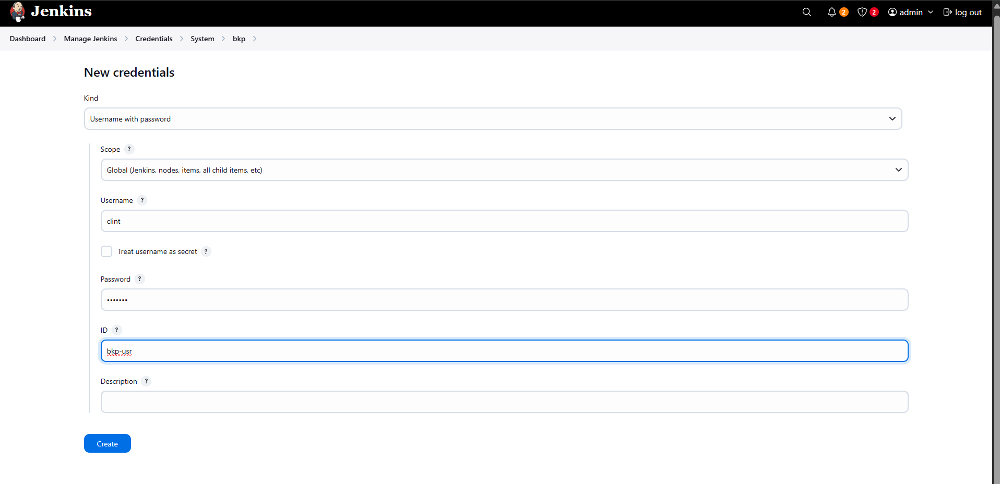 Jenkins
2
2
admin
log out
Dashboard > Manage Jenkins > Credentials > System > bkp >
New credentials
Kind
Username with password
Scope ?
Global (Jenkins, nodes, items, all child items, etc)
Username ?
clint
Treat username as secret ?
Password ?
•••••••
ID ?
bkp-usr
Description ?
Create